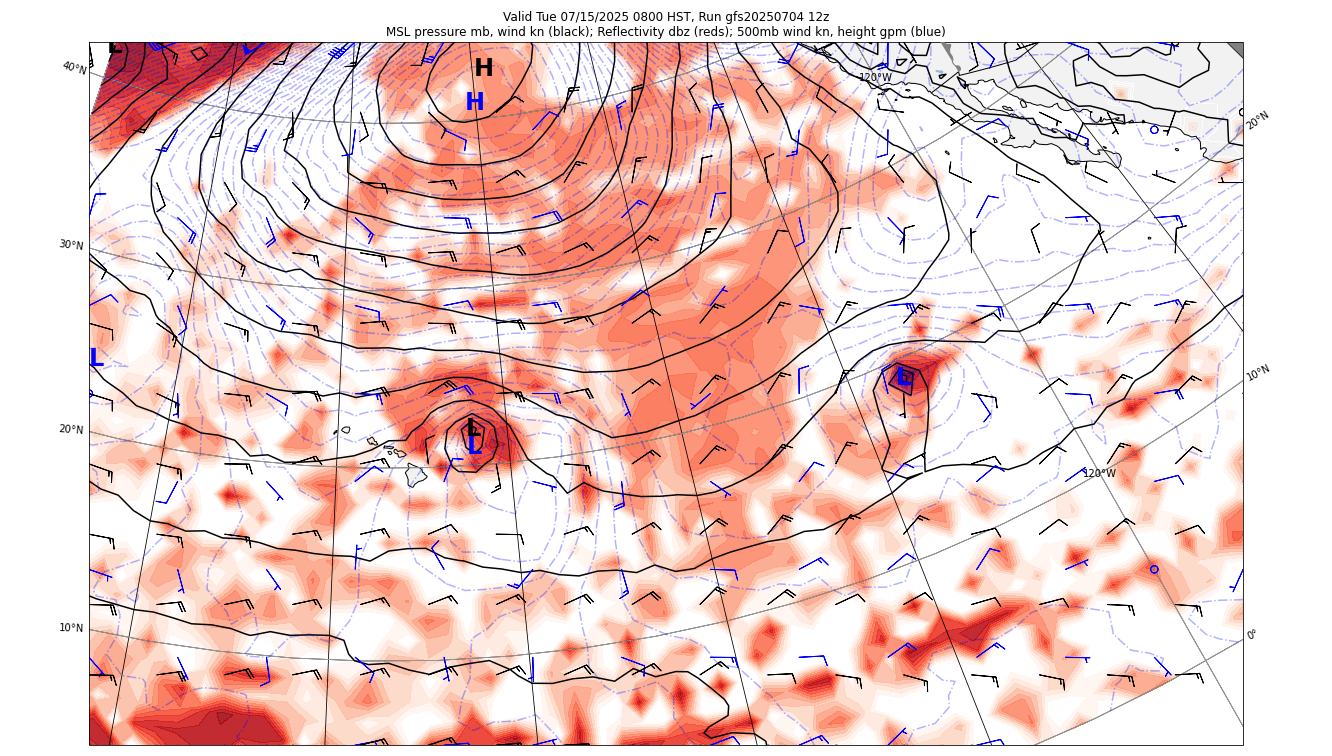 Valid Tue 07/15/2025 0800 HST, Run gfs20250704 12z
MSL pressure mb, wind kn (black); Reflectivity dbz (reds); 500mb wind kn, height gpm (blue)
L
L
H
H
40°N
120°W
20°N
30°N
L
10°N
L
20°N
L
L
120°W
10°N
0°